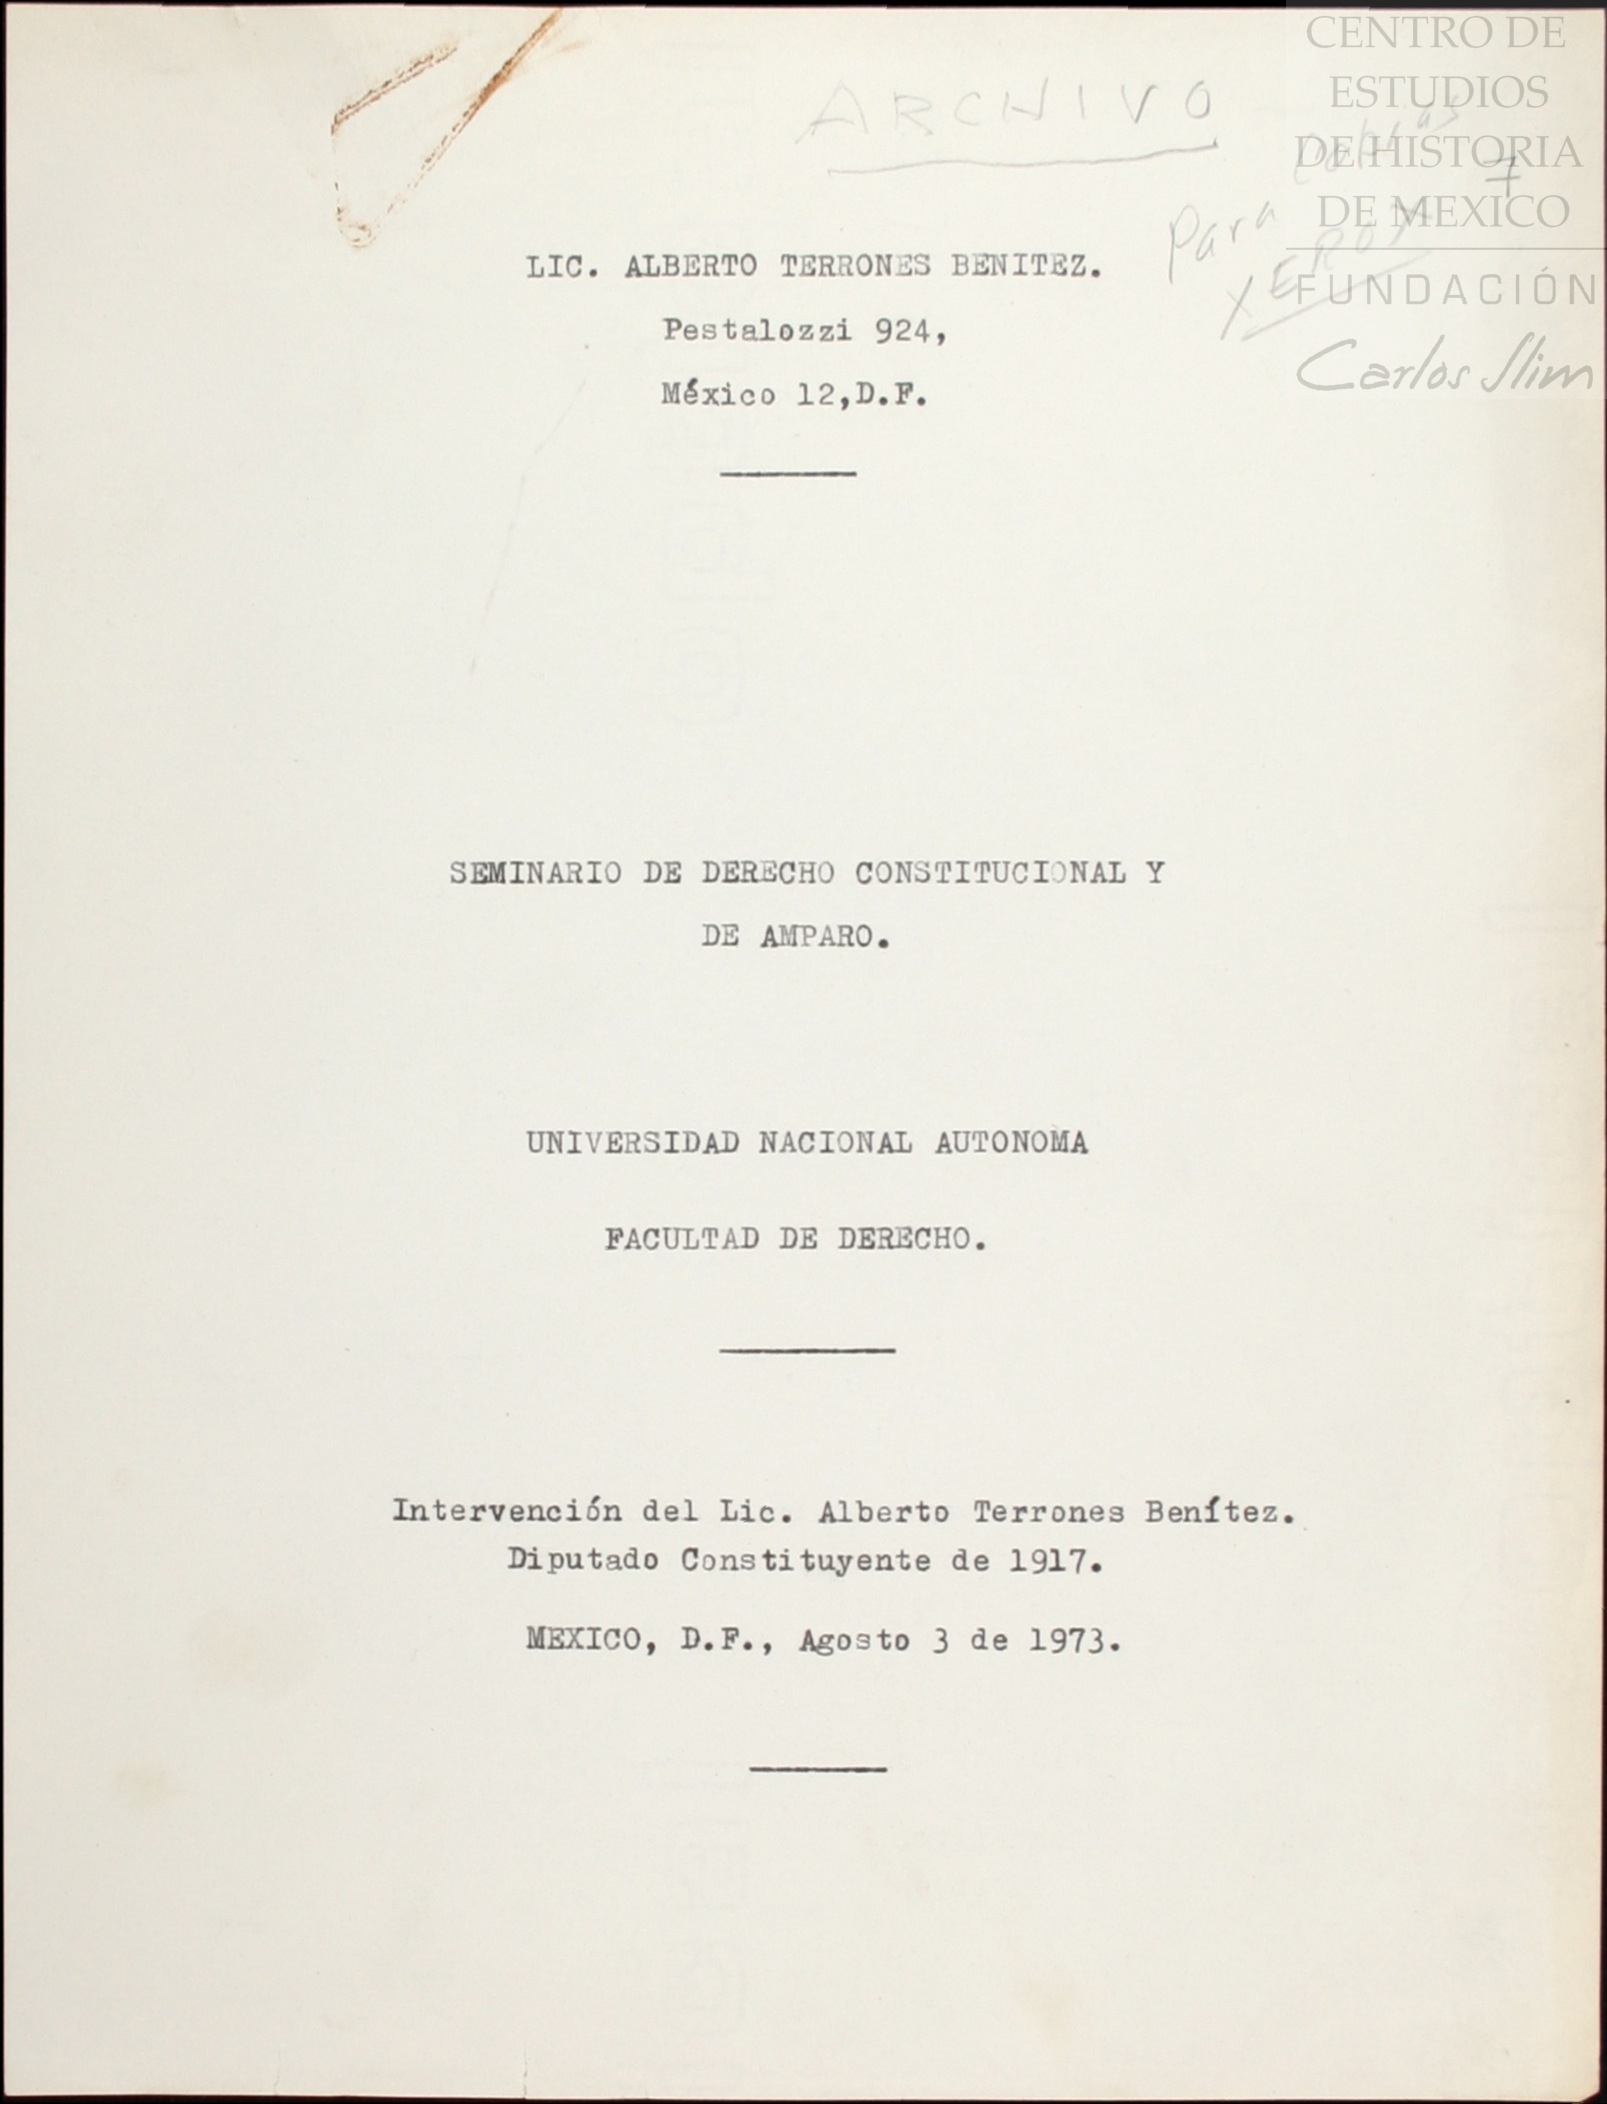 CENTRO DE
ESTUDIOS
DE HISTORIA
DE MEXICO
FUNDACIÓN
Carlos Slim
ARCHIVO
7
Para copias
XEROX
LIC. ALBERTO TERRONES BENITEZ.
Pestalozzi 924,
México 12,D.F.
SEMINARIO DE DERECHO CONSTITUCIONAL Y
DE AMPARO.
UNIVERSIDAD NACIONAL AUTONOMA
FACULTAD DE DERECHO.
Intervención del Lic. Alberto Terrones Benítez.
Diputado Constituyente de 1917.
MEXICO, D.F., Agosto 3 de 1973.